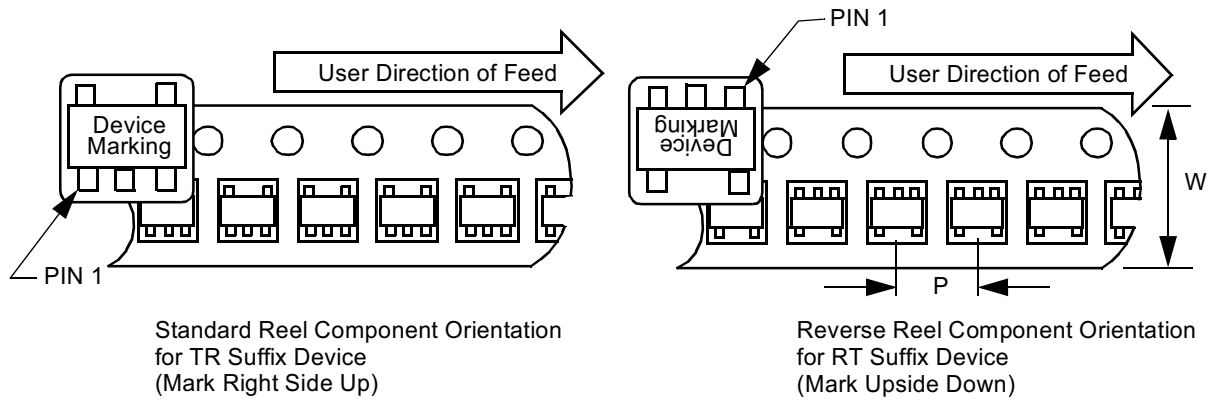 PIN 1
User Direction of Feed
Device
Marking
PIN 1
Standard Reel Component Orientation
for TR Suffix Device
(Mark Right Side Up)
User Direction of Feed
Device
Marking
W
P
Reverse Reel Component Orientation
for RT Suffix Device
(Mark Upside Down)